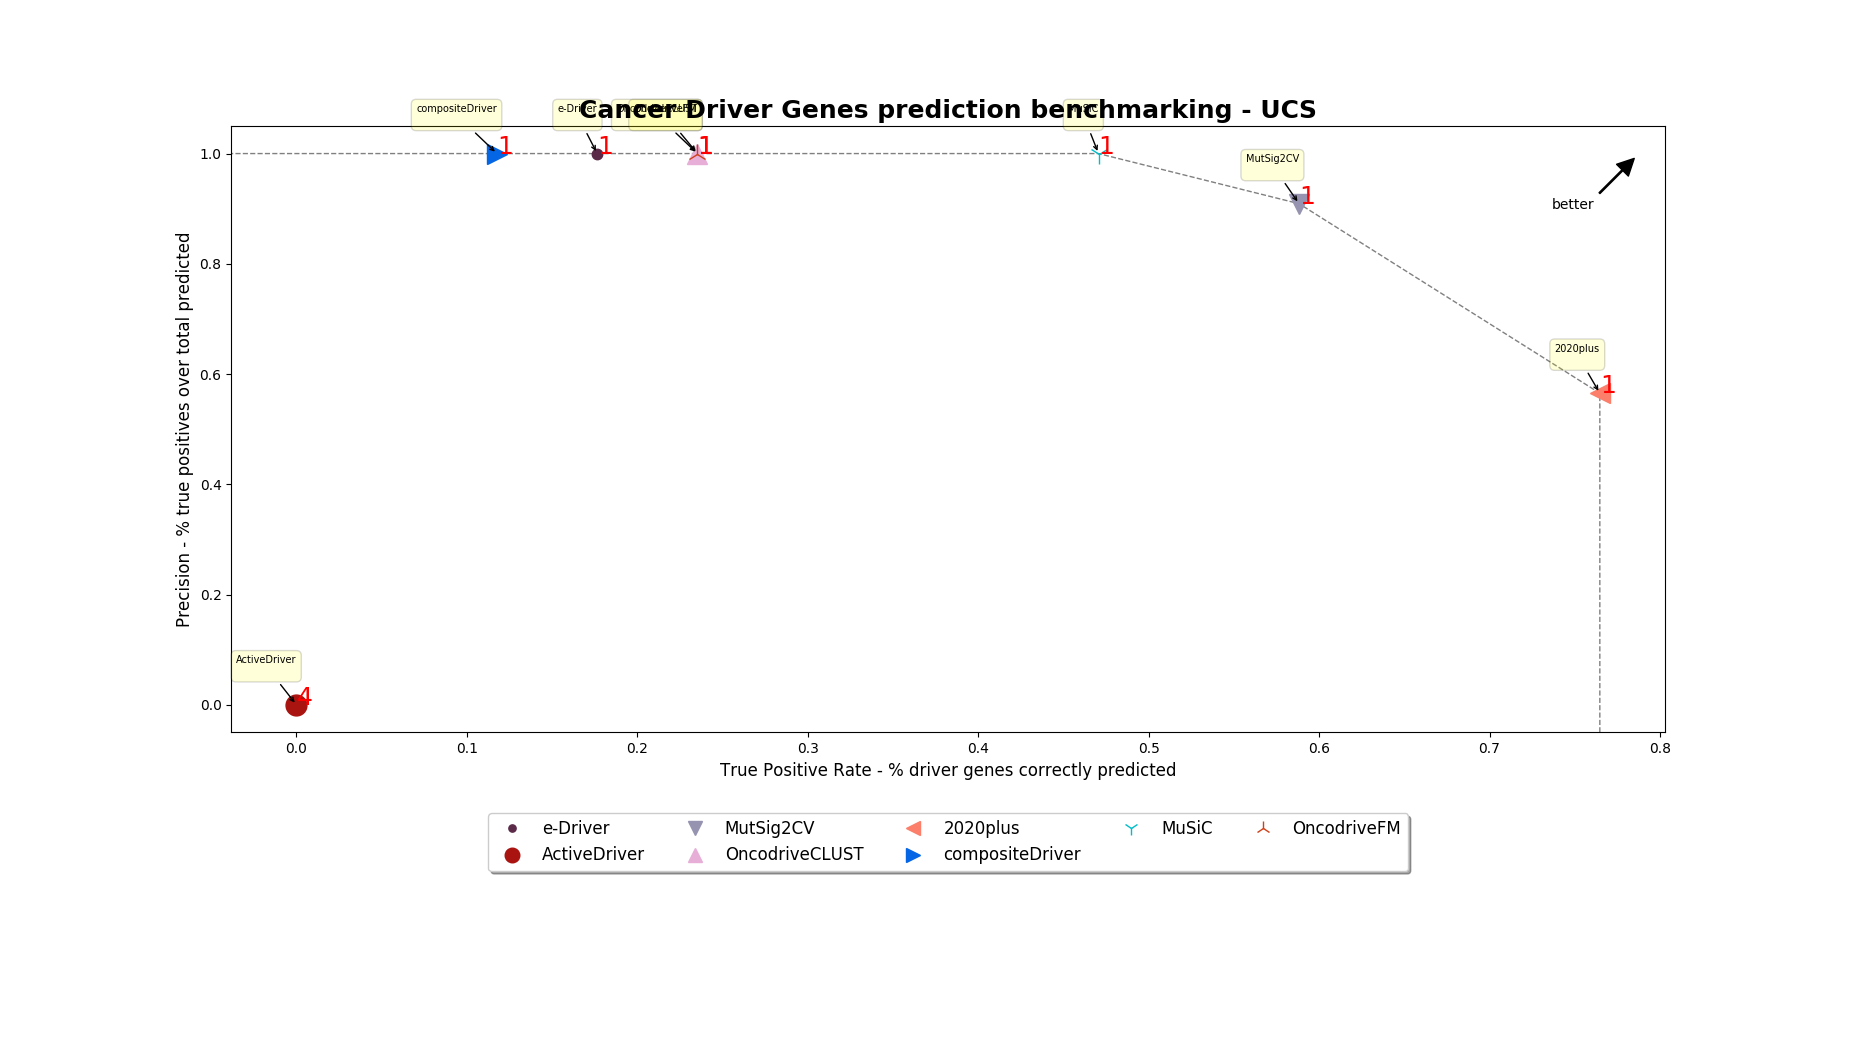 Cancer Driver Genes prediction benchmarking - UCS
compositeDriver
e-Driver
MuSiC
1
1
1
1
1.0
MutSig2CV
1
better
Precision - % true positives over total predicted
0.8
2020plus
1
0.6
0.4
0.2
ActiveDriver
4
0.0
0.0 0.1 0.2 0.3 0.4 0.5 0.6 0.7 0.8
True Positive Rate - % driver genes correctly predicted
e-Driver MutSig2CV 2020plus MuSiC OncodriveFM
ActiveDriver OncodriveCLUST compositeDriver